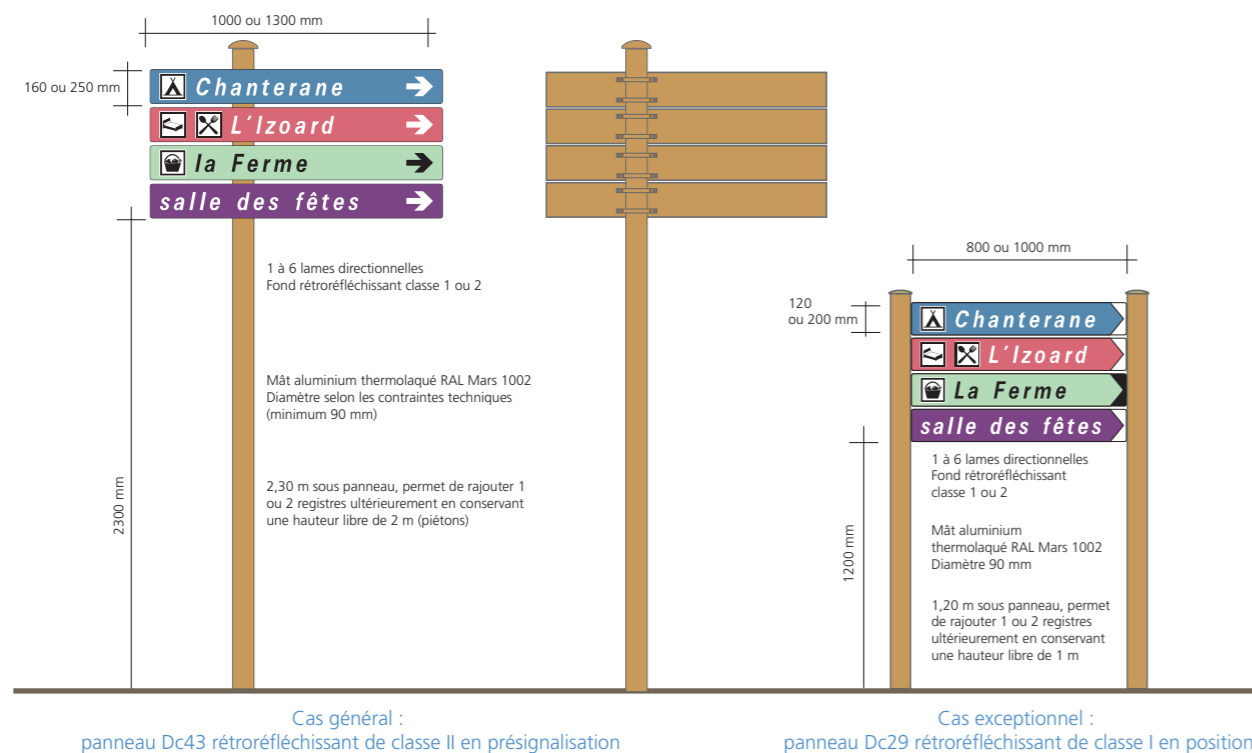 1000 ou 1300 mm
160 ou 250 mm
Chanterane
L'Izoard
la Ferme
salle des fêtes
1 à 6 lames directionnelles
Fond rétroréfléchissant classe 1 ou 2
Mât aluminium thermolaqué RAL Mars 1002
Diamètre selon les contraintes techniques
(minimum 90 mm)
2,30 m sous panneau, permet de rajouter 1
ou 2 registres ultérieurement en conservant
une hauteur libre de 2 m (piétons)
2300 mm
Cas général :
panneau Dc43 rétroréfléchissant de classe II en présignalisation
800 ou 1000 mm
120
ou 200 mm
Chanterane
L'Izoard
La Ferme
salle des fêtes
1 à 6 lames directionnelles
Fond rétroréfléchissant
classe 1 ou 2
Mât aluminium
thermolaqué RAL Mars 1002
Diamètre 90 mm
1,20 m sous panneau, permet
de rajouter 1 ou 2 registres
ultérieurement en conservant
une hauteur libre de 1 m
1200 mm
Cas exceptionnel :
panneau Dc29 rétroréfléchissant de classe I en position